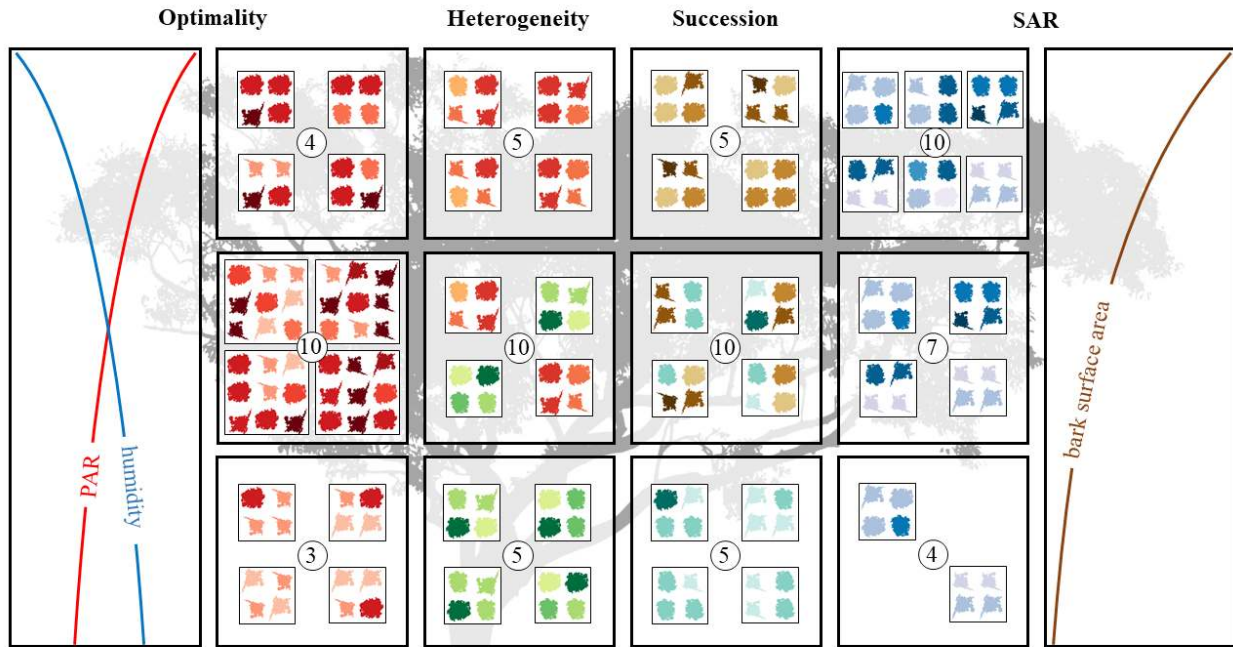 Optimality Heterogeneity Succession SAR
4 5 5 10
10 10 10 7
3 5 5 4
PAR
humidity
bark surface area